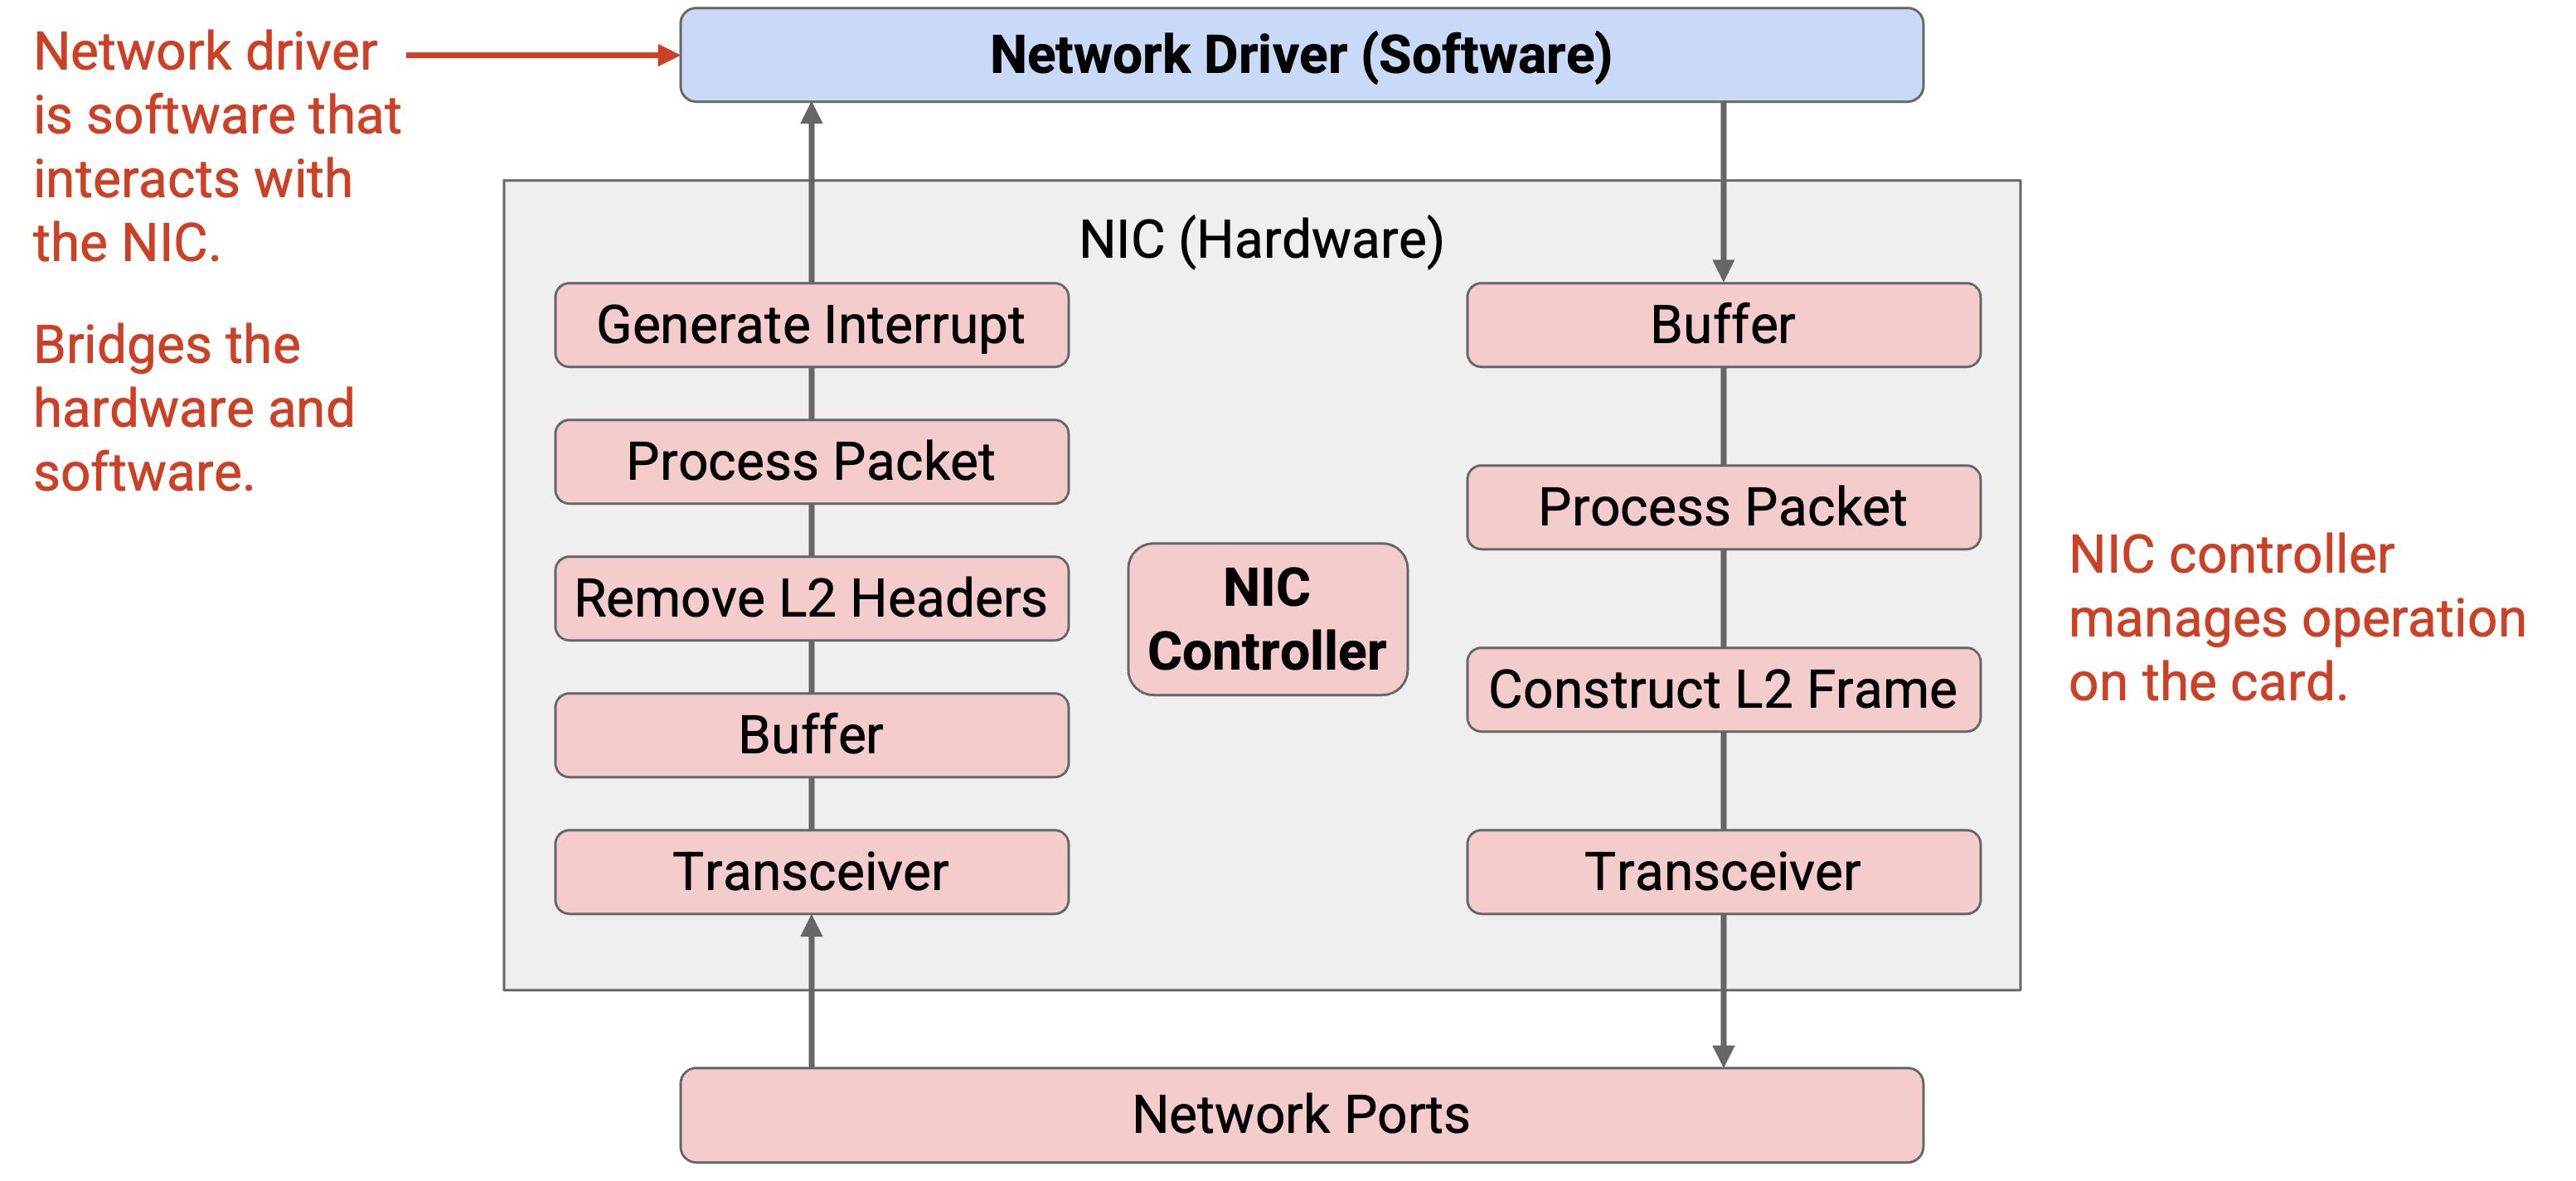 Network driver
is software that
interacts with
the NIC.
Bridges the
hardware and
software.
Network Driver (Software)
NIC (Hardware)
Generate Interrupt
Process Packet
Remove L2 Headers
Buffer
Transceiver
NIC
Controller
Buffer
Process Packet
Construct L2 Frame
Transceiver
Network Ports
NIC controller
manages operation
on the card.